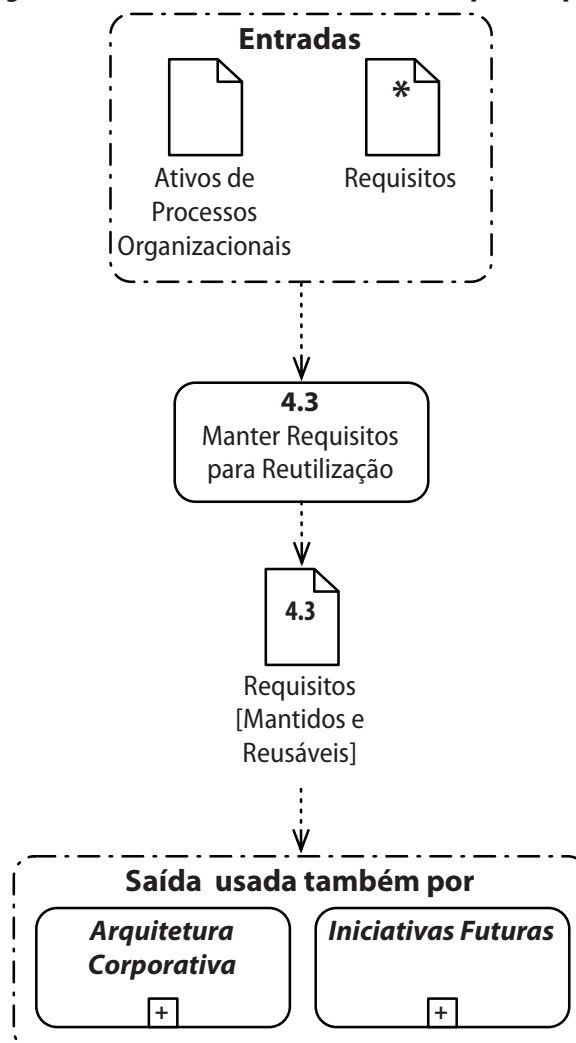 Entradas
*
Ativos de
Processos
Organizacionais
Requisitos
4.3
Manter Requisitos
para Reutilização
4.3
Requisitos
[Mantidos e
Reusáveis]
Saída usada também por
Arquitetura
Corporativa
+
Iniciativas Futuras
+